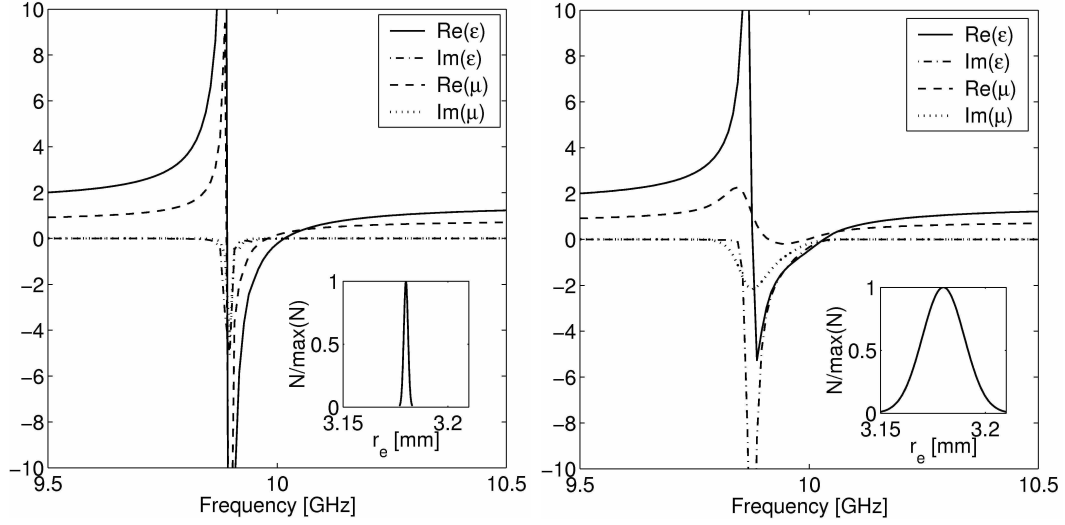 10
8
6
4
2
0
−2
−4
−6
−8
−10
9.5
10
10.5
Frequency [GHz]
Re(ε)
Im(ε)
Re(μ)
Im(μ)
1
0.5
0
3.15
3.2
N/max(N)
r_e [mm]
10
8
6
4
2
0
−2
−4
−6
−8
−10
9.5
10
10.5
Frequency [GHz]
Re(ε)
Im(ε)
Re(μ)
Im(μ)
1
0.5
0
3.15
3.2
N/max(N)
r_e [mm]